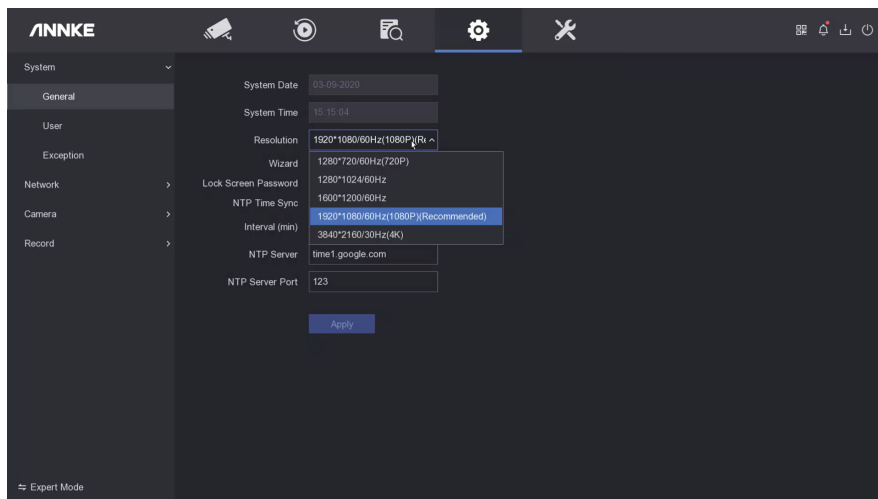 ANNKE
System
General
User
Exception
Network
Camera
Record
Expert Mode
System Date 03-09-2020
System Time 15:15:04
Resolution 1920*1080/60Hz(1080P)(Re
Wizard
Lock Screen Password
NTP Time Sync
Interval (min)
1280*720/60Hz(720P)
1280*1024/60Hz
1600*1200/60Hz
1920*1080/60Hz(1080P)(Recommended)
3840*2160/30Hz(4K)
NTP Server time1.google.com
NTP Server Port 123
Apply